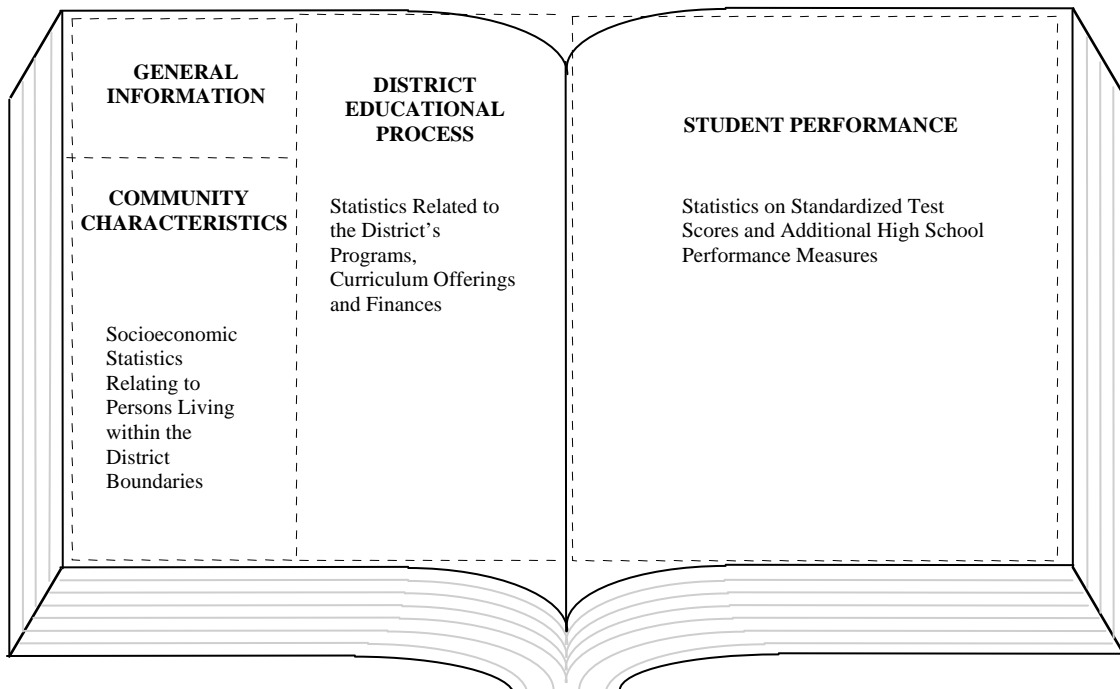 GENERAL
INFORMATION
COMMUNITY
CHARACTERISTICS
Socioeconomic
Statistics
Relating to
Persons Living
within the
District
Boundaries
DISTRICT
EDUCATIONAL
PROCESS
Statistics Related to
the District’s
Programs,
Curriculum Offerings
and Finances
STUDENT PERFORMANCE
Statistics on Standardized Test
Scores and Additional High School
Performance Measures